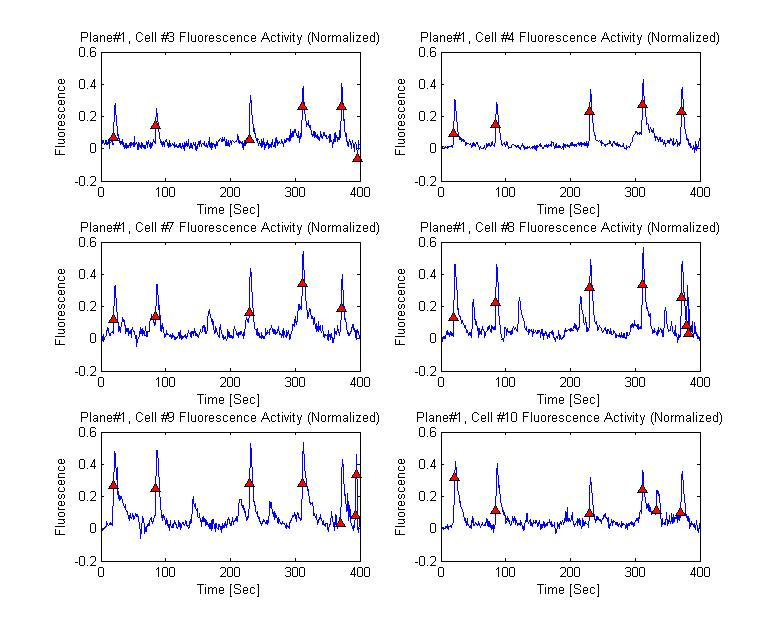 Plane#1, Cell #3 Fluorescence Activity (Normalized)
Plane#1, Cell #4 Fluorescence Activity (Normalized)
0.6
0.4
0.2
0
-0.2
Fluorescence
0 100 200 300 400
Time [Sec]
0.6
0.4
0.2
0
-0.2
Fluorescence
0 100 200 300 400
Time [Sec]
Plane#1, Cell #7 Fluorescence Activity (Normalized)
Plane#1, Cell #8 Fluorescence Activity (Normalized)
0.6
0.4
0.2
0
-0.2
Fluorescence
0 100 200 300 400
Time [Sec]
0.6
0.4
0.2
0
-0.2
Fluorescence
0 100 200 300 400
Time [Sec]
Plane#1, Cell #9 Fluorescence Activity (Normalized)
Plane#1, Cell #10 Fluorescence Activity (Normalized)
0.6
0.4
0.2
0
-0.2
Fluorescence
0 100 200 300 400
Time [Sec]
0.6
0.4
0.2
0
-0.2
Fluorescence
0 100 200 300 400
Time [Sec]